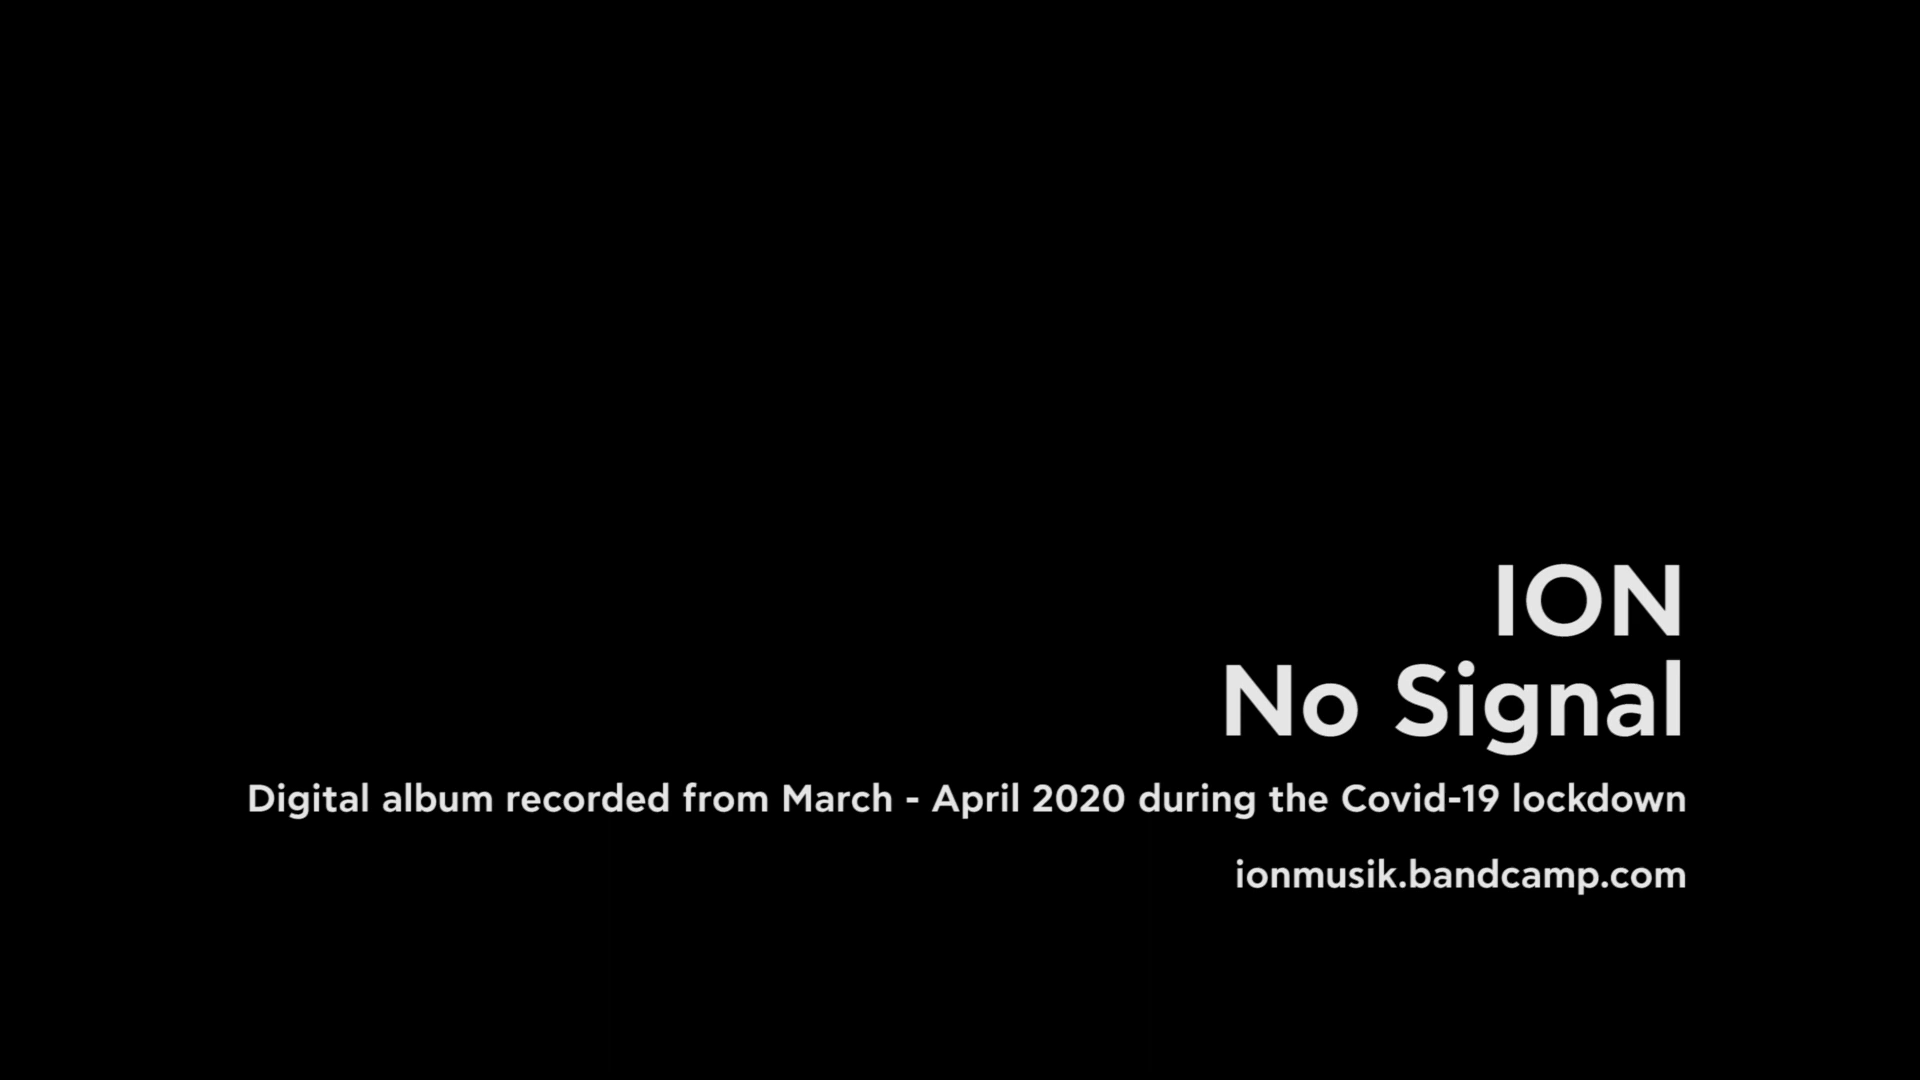 ION
No Signal
Digital album recorded from March - April 2020 during the Covid-19 lockdown
ionmusik.bandcamp.com